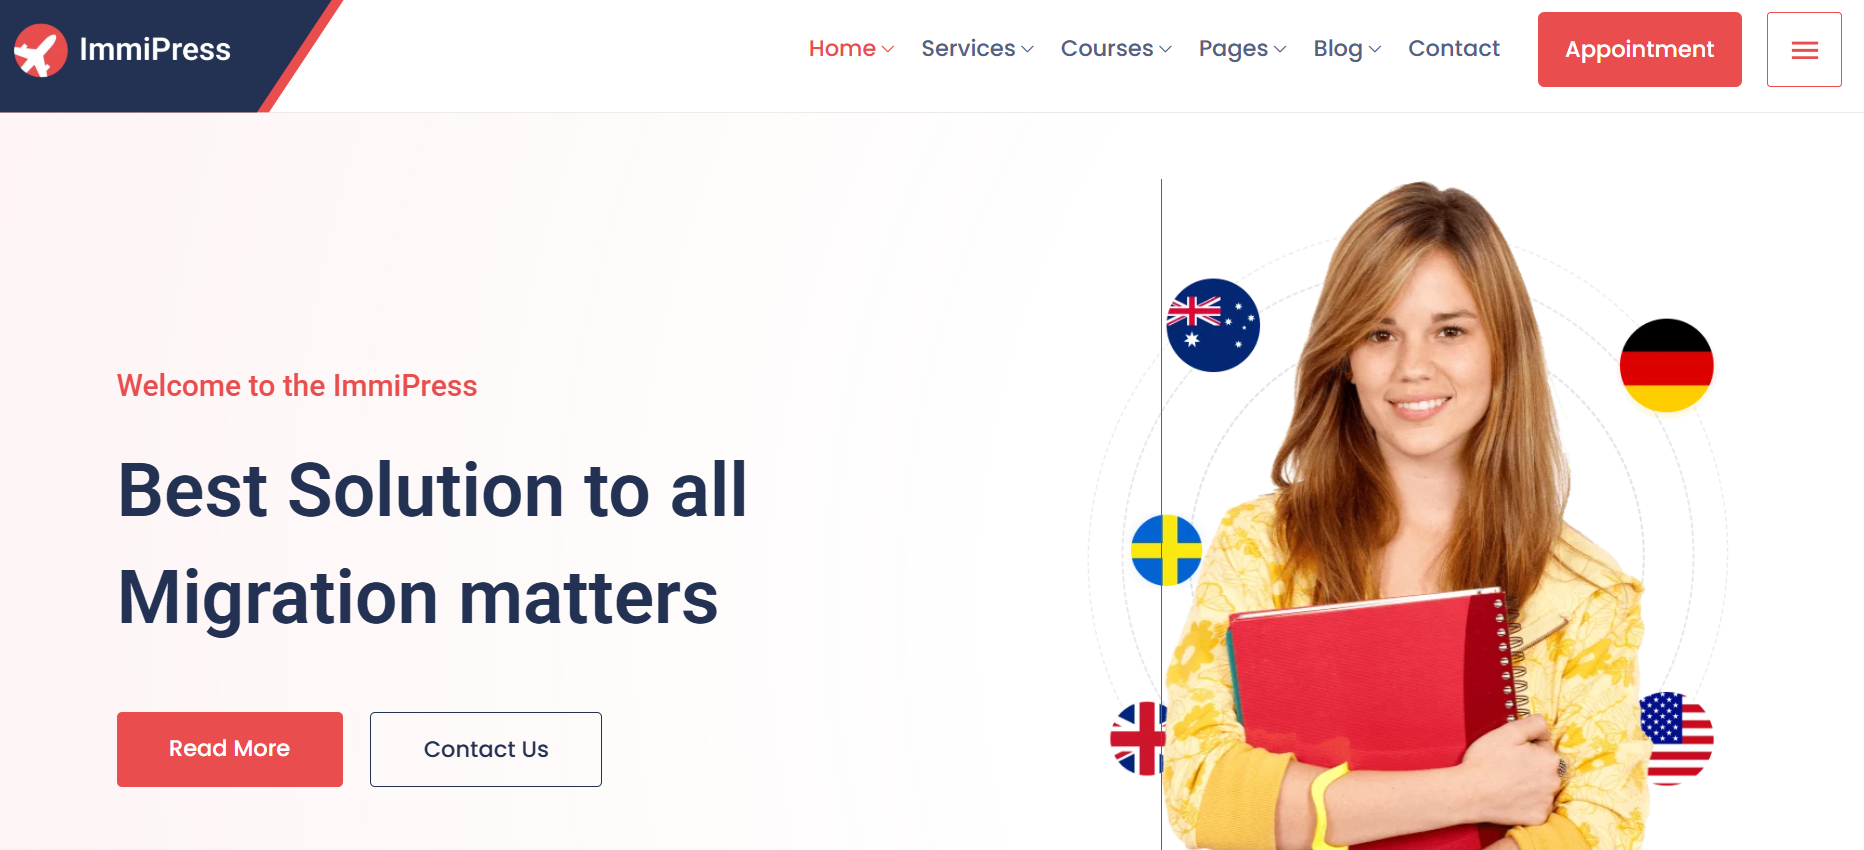 ImmiPress
Home Services Courses Pages Blog Contact Appointment
Welcome to the ImmiPress
Best Solution to all
Migration matters
Read More Contact Us